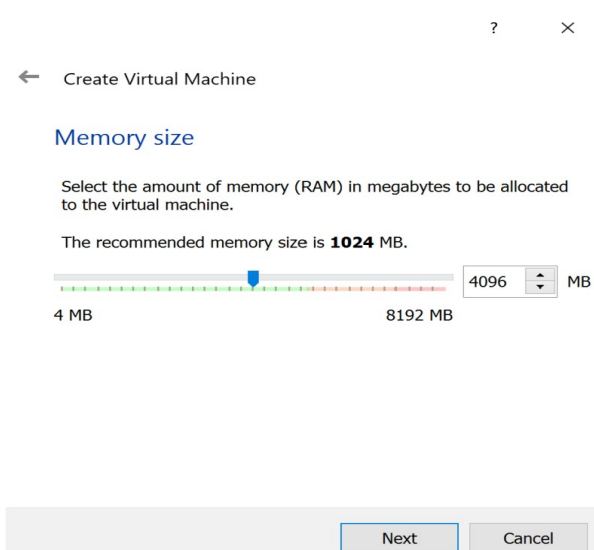 ?
Create Virtual Machine
Memory size
Select the amount of memory (RAM) in megabytes to be allocated
to the virtual machine.
The recommended memory size is 1024 MB.
4096 MB
4 MB 8192 MB
Next Cancel